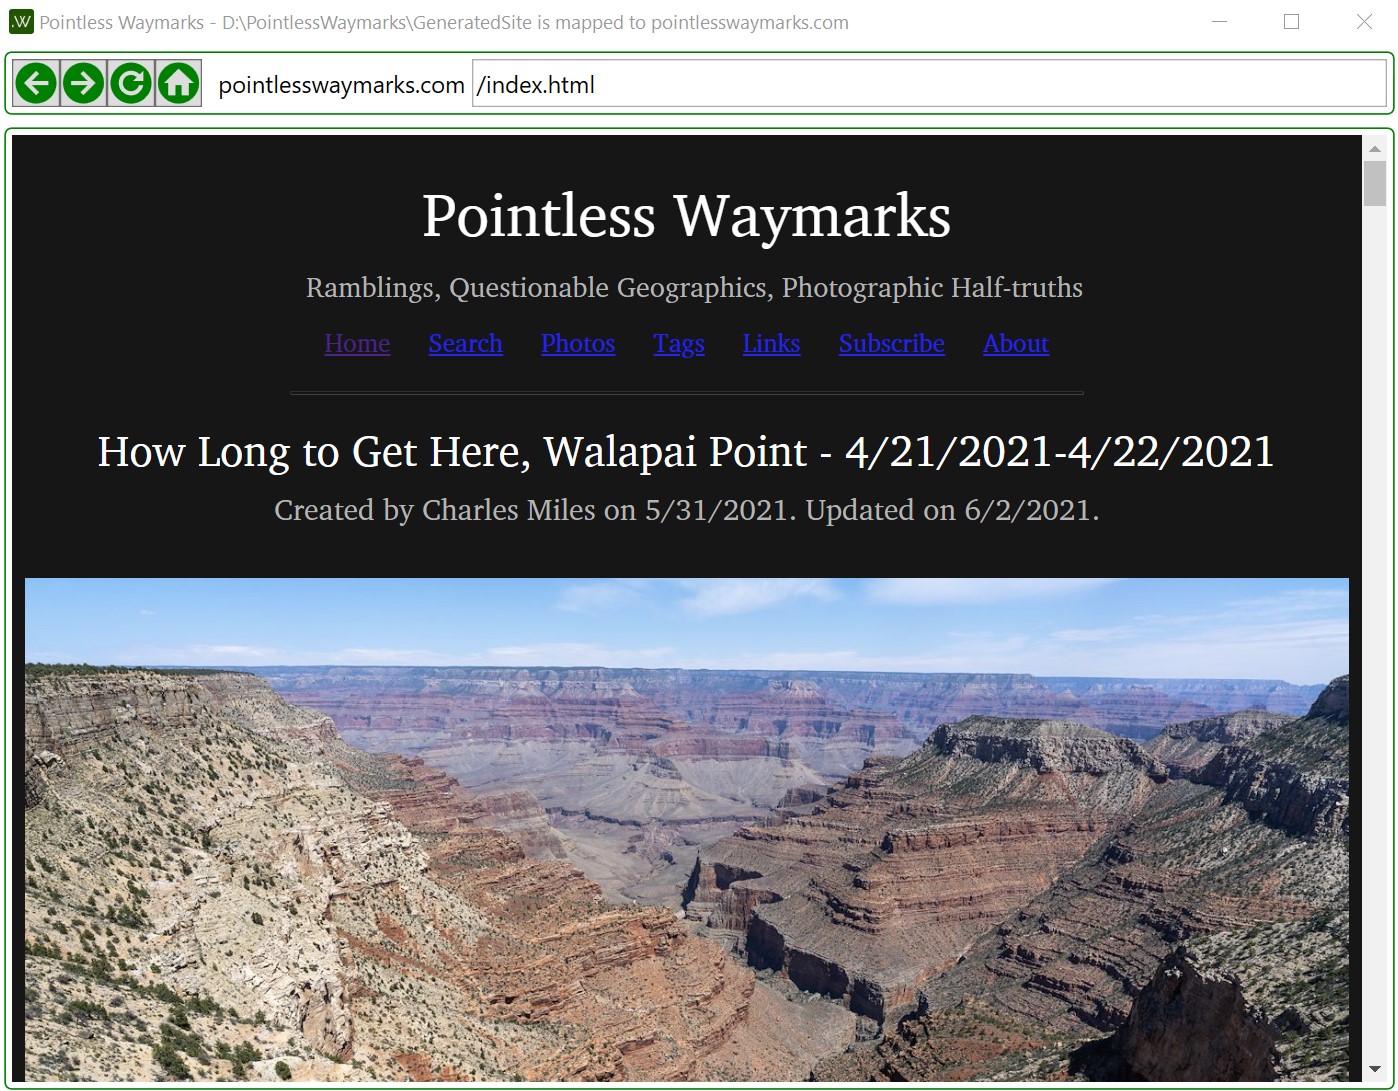 .W Pointless Waymarks - D:\PointlessWaymarks\GeneratedSite is mapped to pointlesswaymarks.com
pointlesswaymarks.com /index.html
Pointless Waymarks
Ramblings, Questionable Geographics, Photographic Half-truths
Home Search Photos Tags Links Subscribe About
How Long to Get Here, Walapai Point - 4/21/2021-4/22/2021
Created by Charles Miles on 5/31/2021. Updated on 6/2/2021.